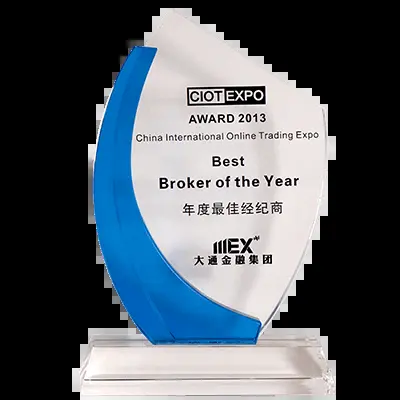 CIOT EXPO
AWARD 2013
China International Online Trading Expo
Best
Broker of the Year
年度最佳经纪商
MEX
大通金融集团